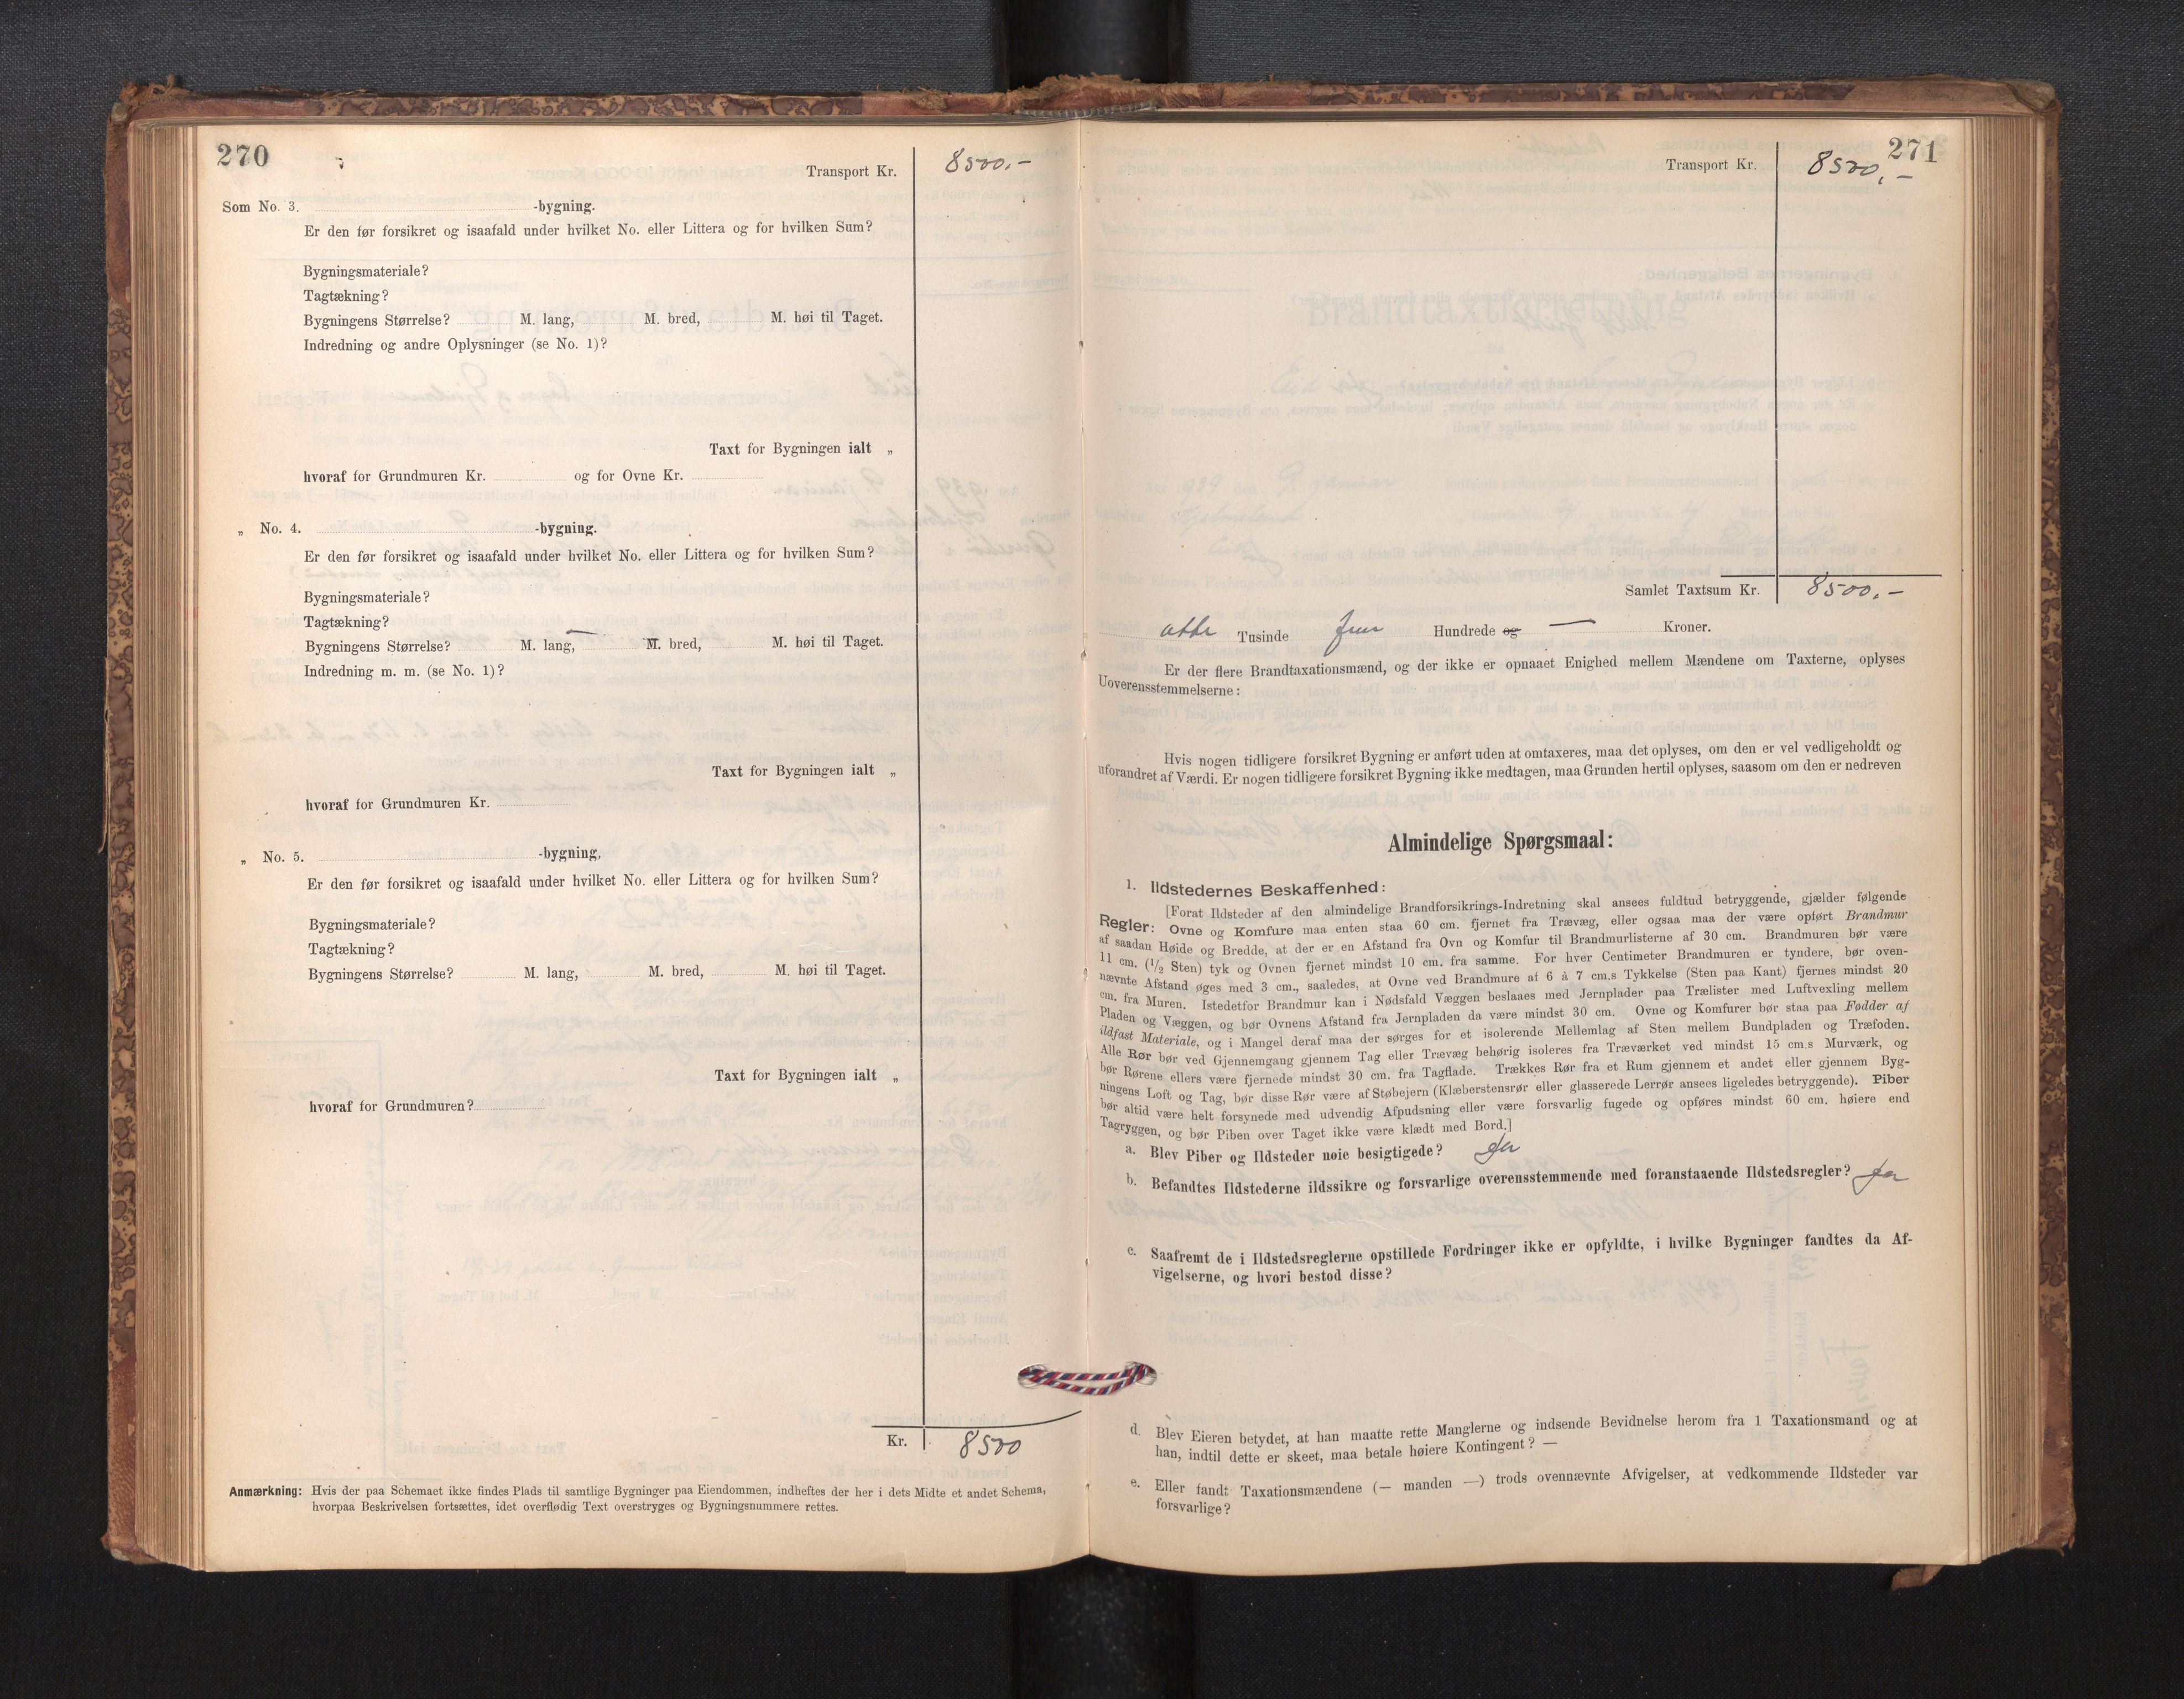 270
Transport Kr. 8500,-
Som No. 3. -bygning.
Er den før forsikret og isaafald under hvilket No. eller Littera og for hvilken Sum?
Bygningsmateriale?
Tagtækning?
Bygningens Størrelse? M. lang, M. bred, M. høi til Taget.
Indredning og andre Oplysninger (se No. 1)?
Taxt for Bygningen ialt „
hvoraf for Grundmuren Kr. og for Ovne Kr.
„ No. 4. -bygning.
Er den før forsikret og isaafald under hvilket No. eller Littera og for hvilken Sum?
Bygningsmateriale?
Tagtækning?
Bygningens Størrelse? M. lang, M. bred, M. høi til Taget.
Indredning m. m. (se No. 1)?
Taxt for Bygningen ialt „
hvoraf for Grundmuren Kr.
„ No. 5. -bygning,
Er den før forsikret og isaafald under hvilket No. eller Littera og for hvilken Sum?
Bygningsmateriale?
Tagtækning?
Bygningens Størrelse? M. lang, M. bred, M. høi til Taget.
Taxt for Bygningen ialt „
hvoraf for Grundmuren?
Kr. 8500
Anmærkning: Hvis der paa Schemaet ikke findes Plads til samtlige Bygninger paa Eiendommen, indheftes der her i dets Midte et andet Schema,
hvorpaa Beskrivelsen fortsættes, idet overflødig Text overstryges og Bygningsnummere rettes.
271
Transport Kr. 8500,-
Samlet Taxtsum Kr. 8500.-
otte Tusinde fem Hundrede og — Kroner.
Er der flere Brandtaxationsmænd, og der ikke er opnaaet Enighed mellem Mændene om Taxterne, oplyses
Uoverensstemmelserne:
Hvis nogen tidligere forsikret Bygning er anført uden at omtaxeres, maa det oplyses, om den er vel vedligeholdt og
uforandret af Værdi. Er nogen tidligere forsikret Bygning ikke medtagen, maa Grunden hertil oplyses, saasom om den er nedreven
Almindelige Spørgsmaal:
1. Ildstedernes Beskaffenhed:
[Forat Ildsteder af den almindelige Brandforsikrings-Indretning skal ansees fuldtud betryggende, gjælder følgende
Regler: Ovne og Komfure maa enten staa 60 cm. fjernet fra Trævæg, eller ogsaa maa der være opført Brandmur
af saadan Høide og Bredde, at der er en Afstand fra Ovn og Komfur til Brandmurlisterne af 30 cm. Brandmuren bør være
11 cm. (1/2 Sten) tyk og Ovnen fjernet mindst 10 cm. fra samme. For hver Centimeter Brandmuren er tyndere, bør oven-
nævnte Afstand øges med 3 cm., saaledes, at Ovne ved Brandmure af 6 à 7 cm.s Tykkelse (Sten paa Kant) fjernes mindst 20
cm. fra Muren. Istedetfor Brandmur kan i Nødsfald Væggen beslaaes med Jernplader paa Trælister med Luftvexling mellem
Pladen og Væggen, og bør Ovnens Afstand fra Jernpladen da være mindst 30 cm. Ovne og Komfurer bør staa paa Fødder af
ildfast Materiale, og i Mangel deraf maa der sørges for et isolerende Mellemlag af Sten mellem Bundpladen og Træfoden.
Alle Rør bør ved Gjennemgang gjennem Tag eller Trævæg behørig isoleres fra Træværket ved mindst 15 cm.s Murværk, og
bør Rørene ellers være fjernede mindst 30 cm. fra Tagflade. Trækkes Rør fra et Rum gjennem et andet eller gjennem Byg-
ningens Loft og Tag, bør disse Rør være af Støbejern (Klæberstensrør eller glasserede Lerrør ansees ligeledes betryggende). Piber
bør altid være helt forsynede med udvendig Afpudsning eller være forsvarlig fugede og opføres mindst 60 cm. høiere end
Tagryggen, og bør Piben over Taget ikke være klædt med Bord.]
a. Blev Piber og Ildsteder nøie besigtigede? Ja
b. Befandtes Ildstederne ildssikre og forsvarlige overensstemmende med foranstaaende Ildstedsregler? Ja
c. Saafremt de i Ildstedsreglerne opstillede Fordringer ikke er opfyldte, i hvilke Bygninger fandtes da Af-
vigelserne, og hvori bestod disse?
d. Blev Eieren betydet, at han maatte rette Manglerne og indsende Bevidnelse herom fra 1 Taxationsmand og at
han, indtil dette er skeet, maa betale høiere Kontingent? —
e. Eller fandt Taxationsmændene (— manden —) trods ovennævnte Afvigelser, at vedkommende Ildsteder var
forsvarlige?